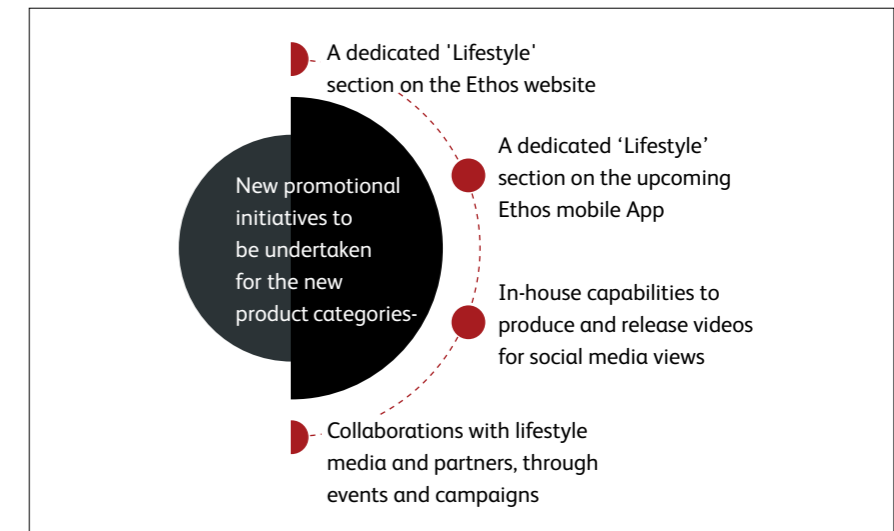 A dedicated 'Lifestyle'
section on the Ethos website
New promotional
initiatives to
be undertaken
for the new
product categories-
A dedicated ‘Lifestyle’
section on the upcoming
Ethos mobile App
In-house capabilities to
produce and release videos
for social media views
Collaborations with lifestyle
media and partners, through
events and campaigns